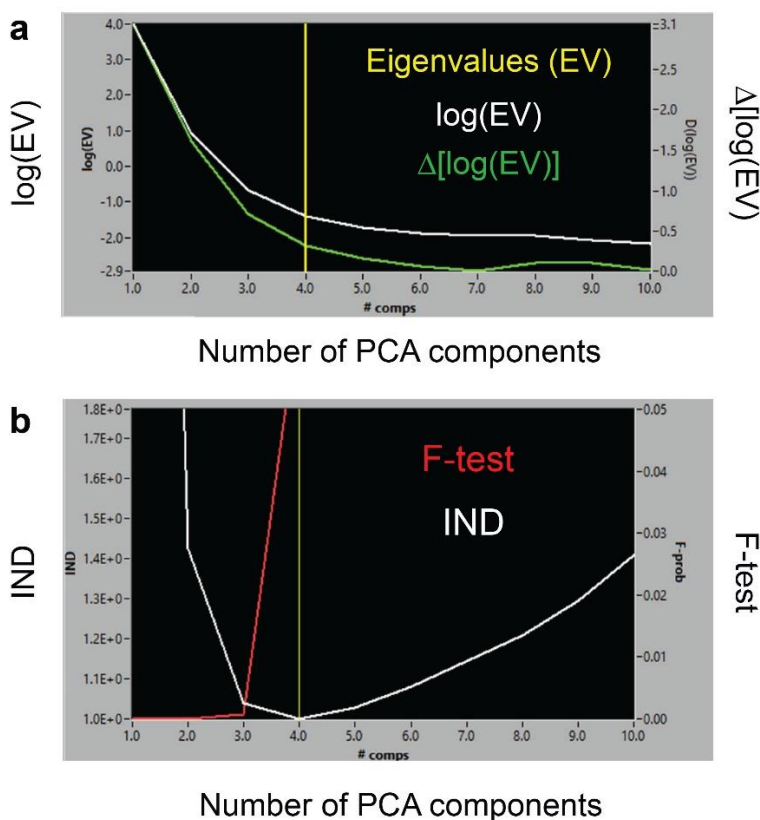 a
log(EV)
log(EV)
4.0
3.0
2.0
1.0
0.0
-1.0
-2.0
-2.9
Eigenvalues (EV)
log(EV)
Δ[log(EV)]
3.1
2.5
2.0
1.5
1.0
0.5
0.0
D(log(EV))
Δ[log(EV)
1.0 2.0 3.0 4.0 5.0 6.0 7.0 8.0 9.0 10.0
# comps
Number of PCA components
b
IND
IND
1.8E+0
1.7E+0
1.6E+0
1.5E+0
1.4E+0
1.3E+0
1.2E+0
1.1E+0
1.0E+0
F-test
IND
0.05
0.04
0.03
0.02
0.01
0.00
F-prob
F-test
1.0 2.0 3.0 4.0 5.0 6.0 7.0 8.0 9.0 10.0
# comps
Number of PCA components